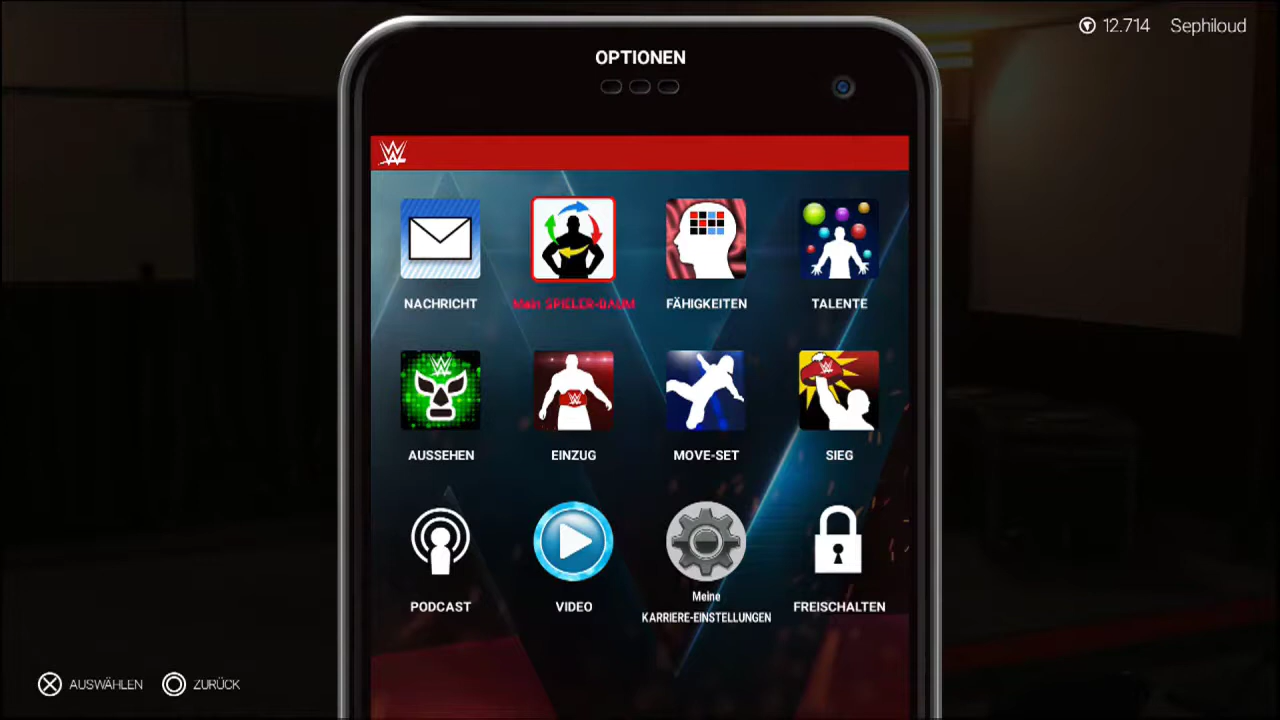 12.714 Sephiloud
OPTIONEN
NACHRICHT
Mein SPIELER-BAUM
FÄHIGKEITEN
TALENTE
AUSSEHEN
EINZUG
MOVE-SET
SIEG
PODCAST
VIDEO
Meine
KARRIERE-EINSTELLUNGEN
FREISCHALTEN
AUSWÄHLEN
ZURÜCK